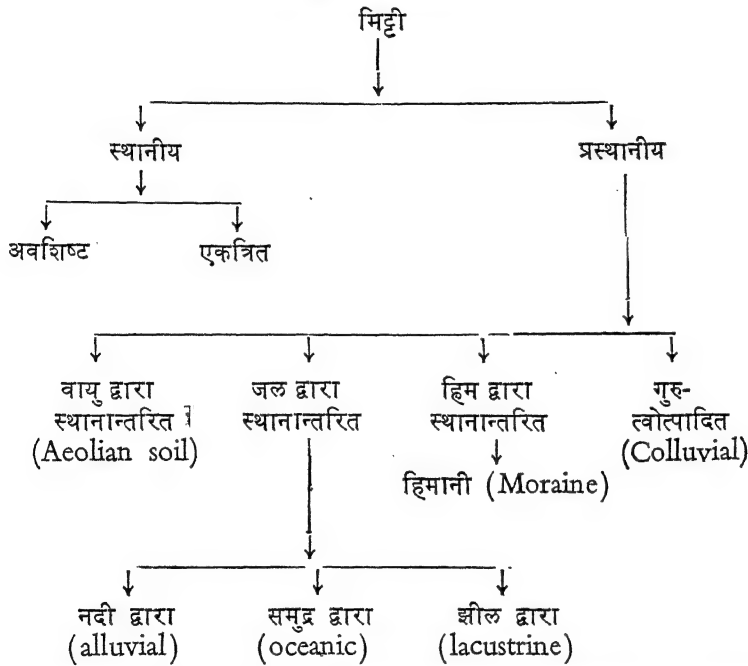 मिट्टी
स्थानीय
प्रस्थानीय
अवशिष्ट
एकत्रित
वायु द्वारा
स्थानान्तरित
(Aeolian soil)
जल द्वारा
स्थानान्तरित
हिम द्वारा
स्थानान्तरित
हिमानी (Moraine)
गुरु-
त्वोत्पादित
(Colluvial)
नदी द्वारा
(alluvial)
समुद्र द्वारा
(oceanic)
झील द्वारा
(lacustrine)